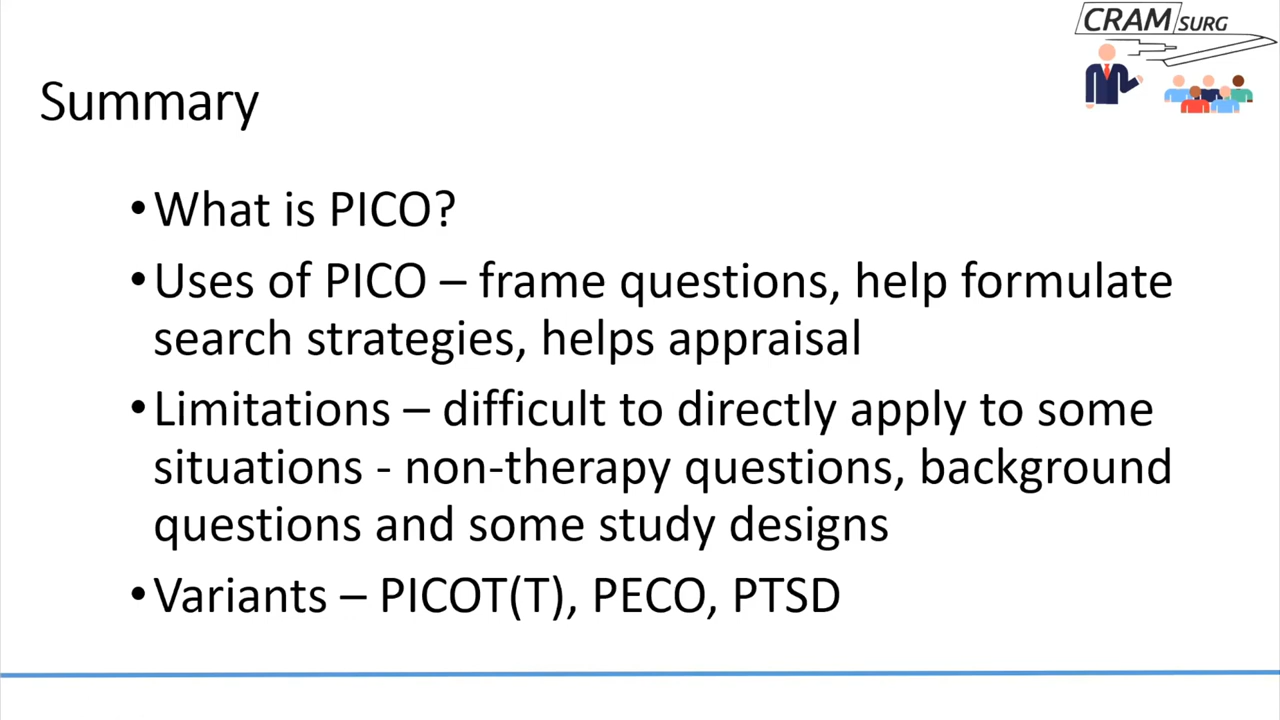 CRAM SURG
Summary
•What is PICO?
•Uses of PICO – frame questions, help formulate
search strategies, helps appraisal
•Limitations – difficult to directly apply to some
situations - non-therapy questions, background
questions and some study designs
•Variants – PICOT(T), PECO, PTSD